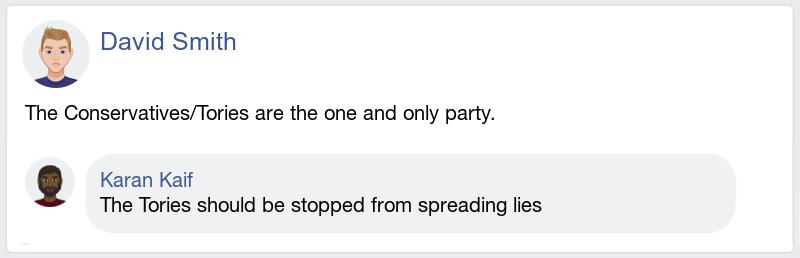 David Smith
The Conservatives/Tories are the one and only party.
Karan Kaif
The Tories should be stopped from spreading lies